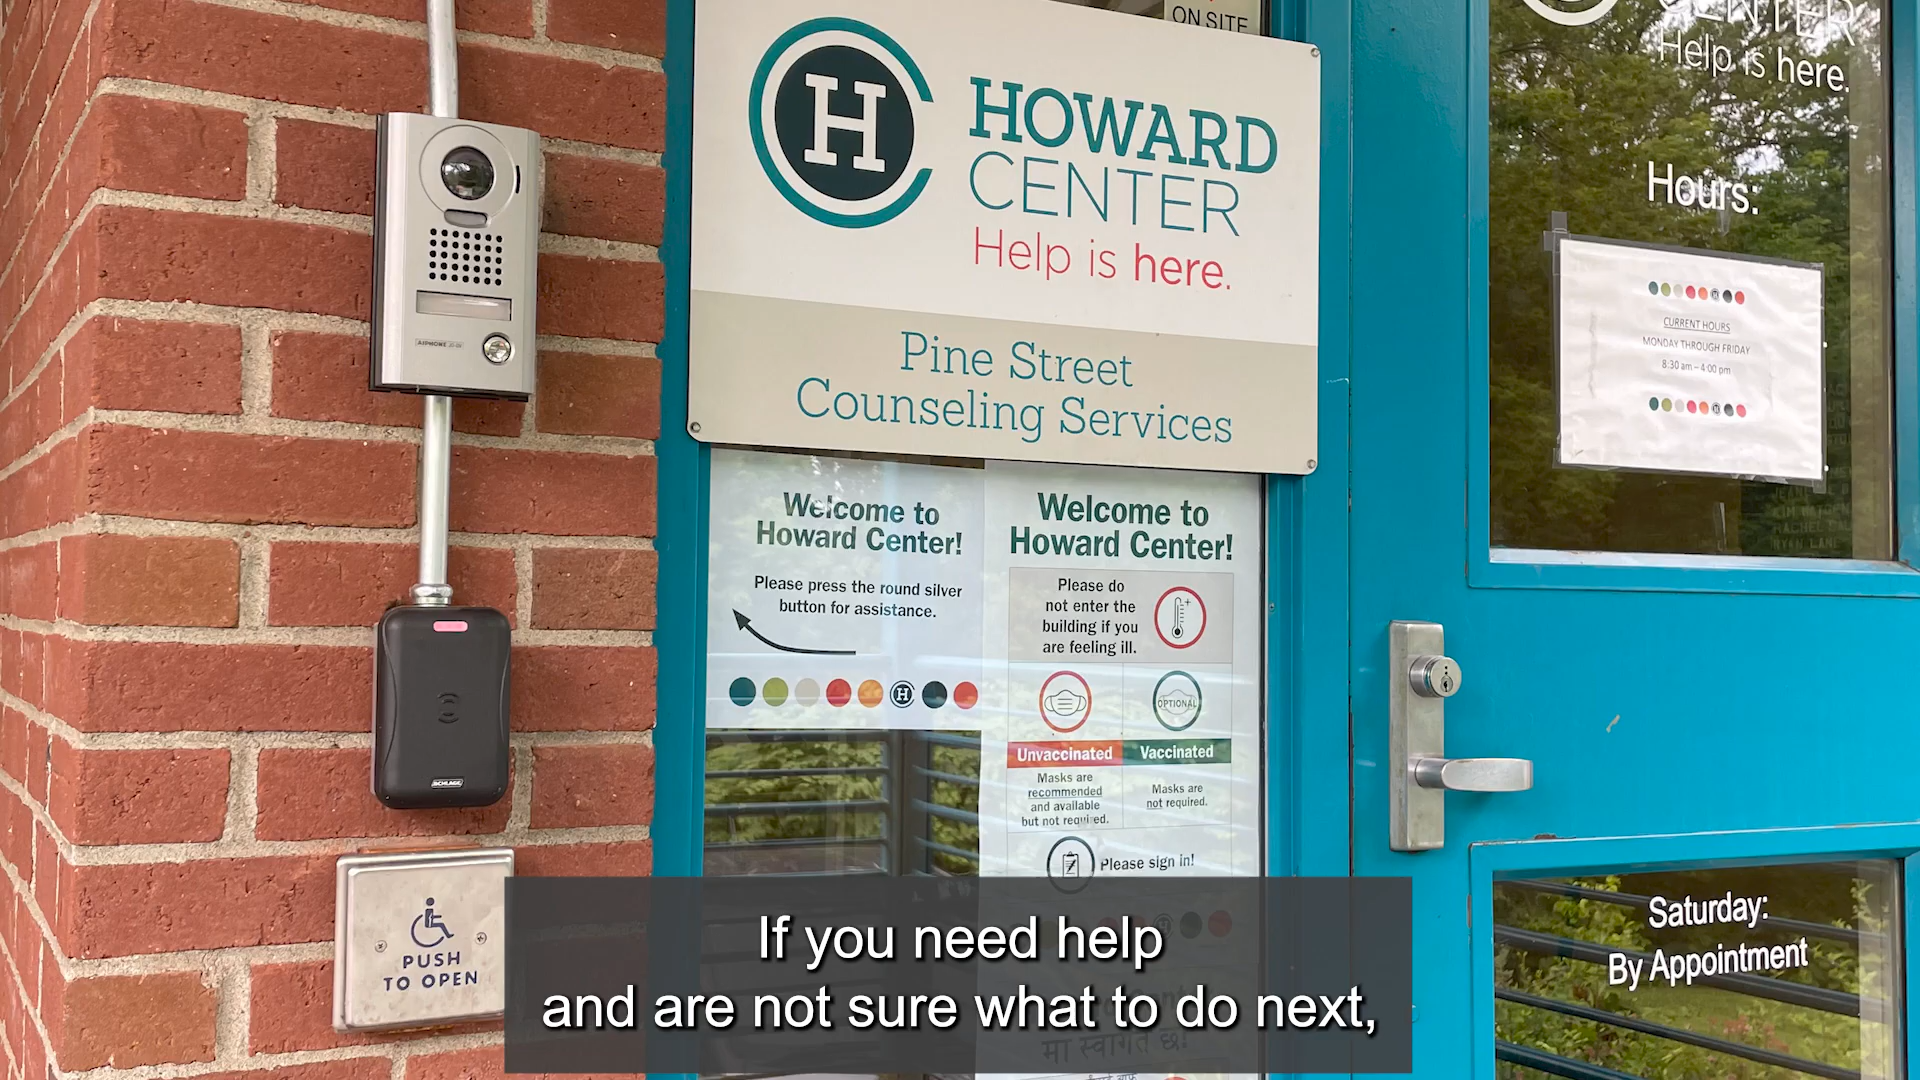 ON SITE
H
HOWARD
CENTER
Help is here.
Pine Street
Counseling Services
AIPHONE
Welcome to
Howard Center!
Please press the round silver
button for assistance.
H
Welcome to
Howard Center!
Please do
not enter the
building if you
are feeling ill.
OPTIONAL
Unvaccinated
Vaccinated
Masks are
recommended
and available
but not required.
Masks are
not required.
Please sign in!
मा स्वागत छ।
SCHLAGE
PUSH
TO OPEN
CENTER
Help is here.
Hours:
CURRENT HOURS
MONDAY THROUGH FRIDAY
8:30 am – 4:00 pm
Saturday:
By Appointment
If you need help
and are not sure what to do next,